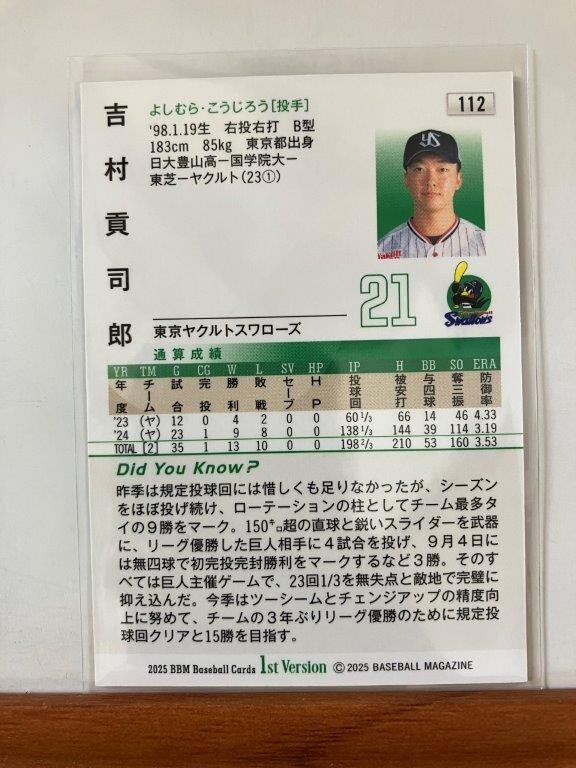 吉村貢司郎
よしむら・こうじろう[投手]
112
'98.1.19生 右投右打 B型
183cm 85kg 東京都出身
日大豊山高ー国学院大ー
東芝ーヤクルト(23①)
Yakult
21
Swallows
東京ヤクルトスワローズ
通算成績
YR TM G CG W L SV HP IP H BB SO ERA
年度 チーム 試合 完投 勝利 敗戦 セーブ HP 投球回 被安打 与四球 奪三振 防御率
'23 (ヤ) 12 0 4 2 0 0 60 1/3 66 14 46 4.33
'24 (ヤ) 23 1 9 8 0 0 138 1/3 144 39 114 3.19
TOTAL [2] 35 1 13 10 0 0 198 2/3 210 53 160 3.53
Did You Know?
昨季は規定投球回には惜しくも足りなかったが、シーズン
をほぼ投げ続け、ローテーションの柱としてチーム最多タ
イの9勝をマーク。150㌔超の直球と鋭いスライダーを武器
に、リーグ優勝した巨人相手に4試合を投げ、9月4日に
は無四球で初完投完封勝利をマークするなど3勝。そのす
べては巨人主催ゲームで、23回1/3を無失点と敵地で完璧に
抑え込んだ。今季はツーシームとチェンジアップの精度向
上に努めて、チームの3年ぶりリーグ優勝のために規定投
球回クリアと15勝を目指す。
2025 BBM Baseball Cards 1st Version ©2025 BASEBALL MAGAZINE